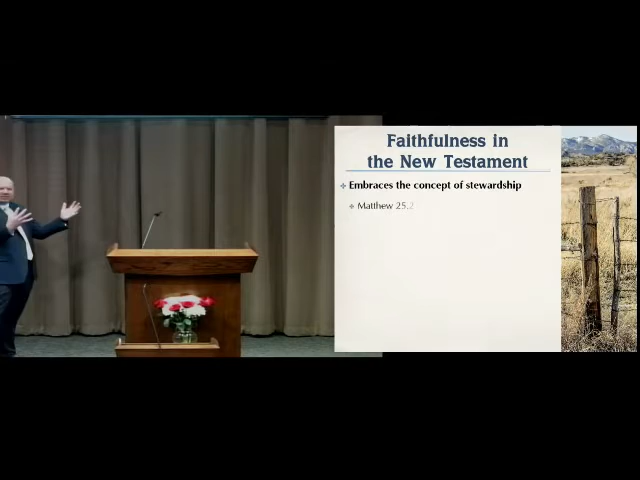 Faithfulness in
the New Testament
Embraces the concept of stewardship
Matthew 25.2